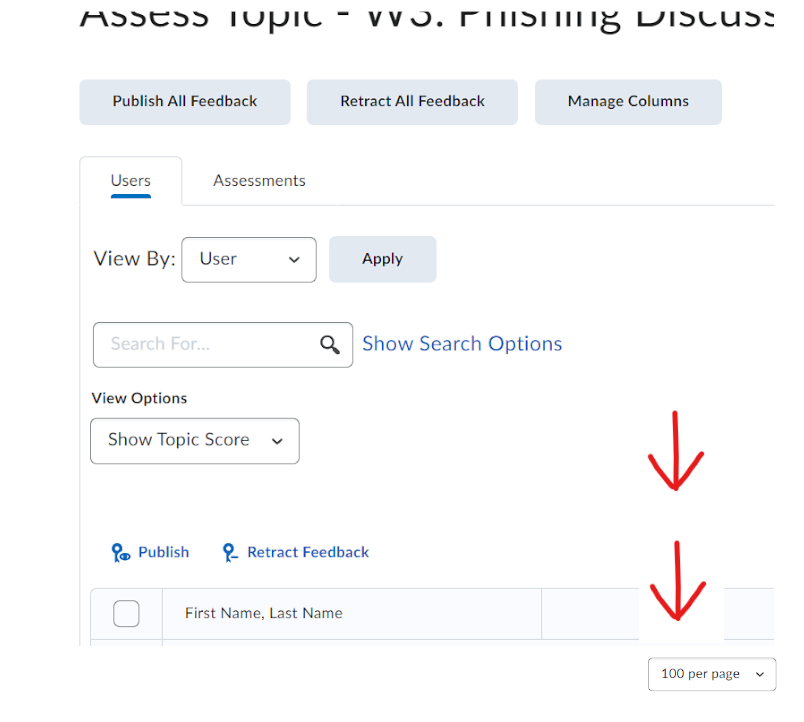 Assess Topic - W3: Phishing Discuss
Publish All Feedback Retract All Feedback Manage Columns
Users Assessments
View By: User Apply
Search For... Show Search Options
View Options
Show Topic Score
Publish Retract Feedback
First Name, Last Name
100 per page